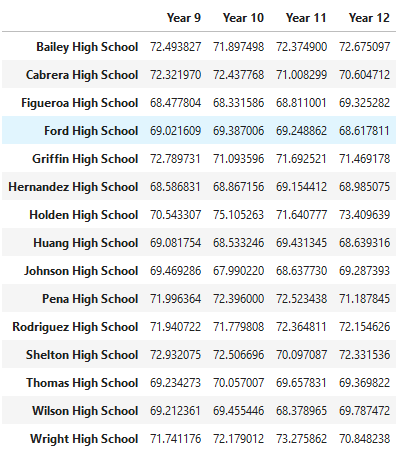 Year 9 Year 10 Year 11 Year 12
Bailey High School 72.493827 71.897498 72.374900 72.675097
Cabrera High School 72.321970 72.437768 71.008299 70.604712
Figueroa High School 68.477804 68.331586 68.811001 69.325282
Ford High School 69.021609 69.387006 69.248862 68.617811
Griffin High School 72.789731 71.093596 71.692521 71.469178
Hernandez High School 68.586831 68.867156 69.154412 68.985075
Holden High School 70.543307 75.105263 71.640777 73.409639
Huang High School 69.081754 68.533246 69.431345 68.639316
Johnson High School 69.469286 67.990220 68.637730 69.287393
Pena High School 71.996364 72.396000 72.523438 71.187845
Rodriguez High School 71.940722 71.779808 72.364811 72.154626
Shelton High School 72.932075 72.506696 70.097087 72.331536
Thomas High School 69.234273 70.057007 69.657831 69.369822
Wilson High School 69.212361 69.455446 68.378965 69.787472
Wright High School 71.741176 72.179012 73.275862 70.848238